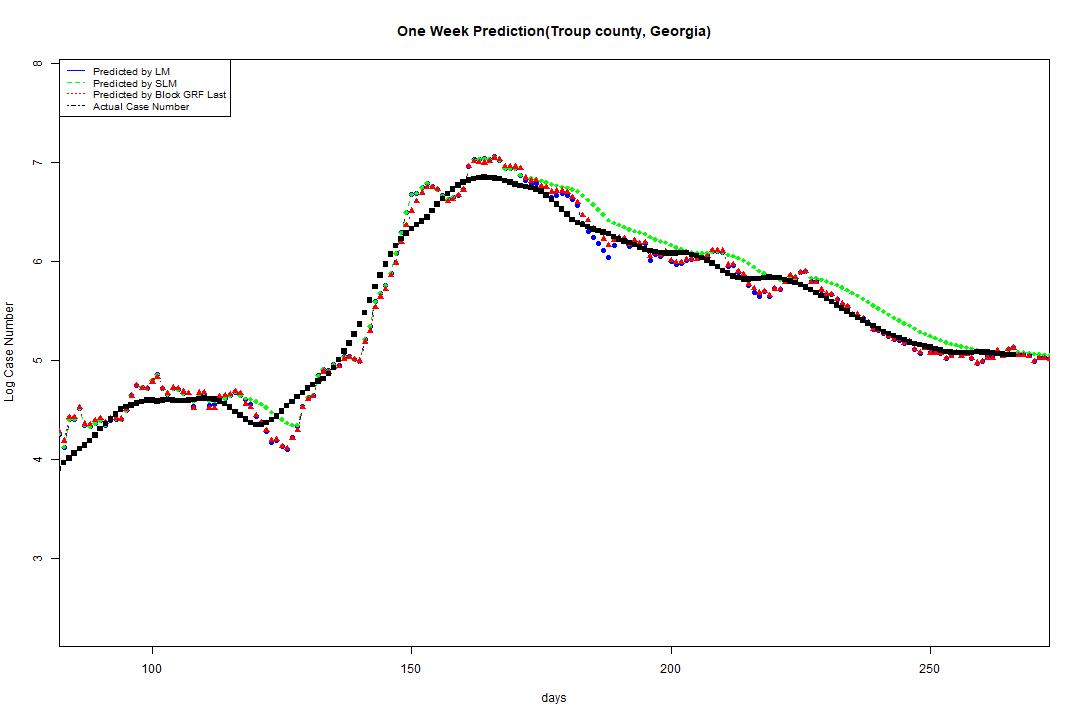 One Week Prediction(Troup county, Georgia)
Predicted by LM
Predicted by SLM
Predicted by Block GRF Last
Actual Case Number
8
7
6
5
4
3
Log Case Number
100 150 200 250
days